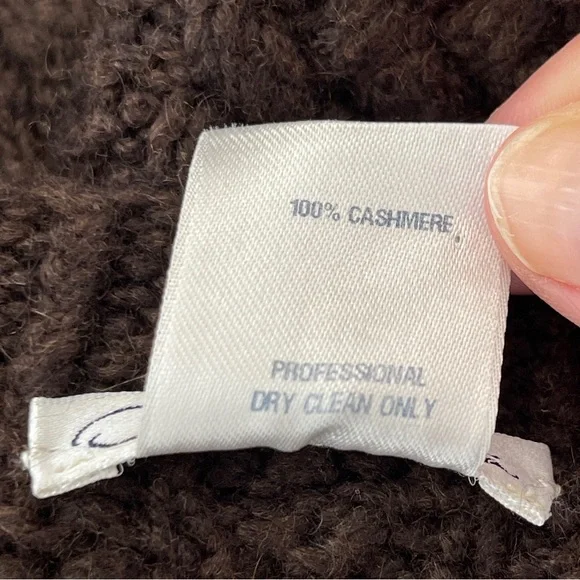 100% CASHMERE,
PROFESSIONAL
DRY CLEAN ONLY